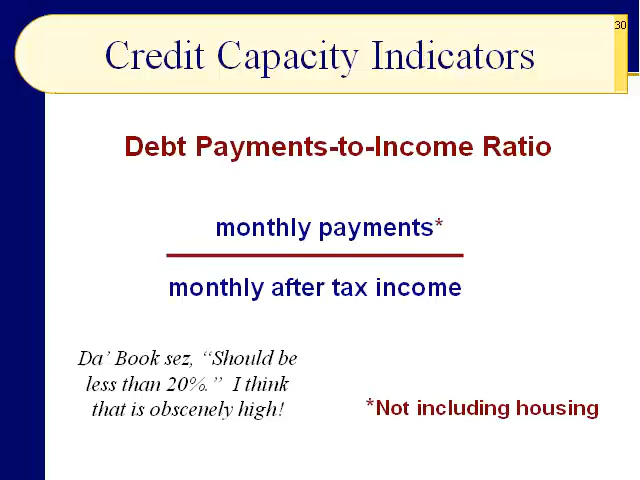 30
Credit Capacity Indicators
Debt Payments-to-Income Ratio
monthly payments*
monthly after tax income
Da’ Book sez, “Should be
less than 20%.” I think
that is obscenely high!
*Not including housing